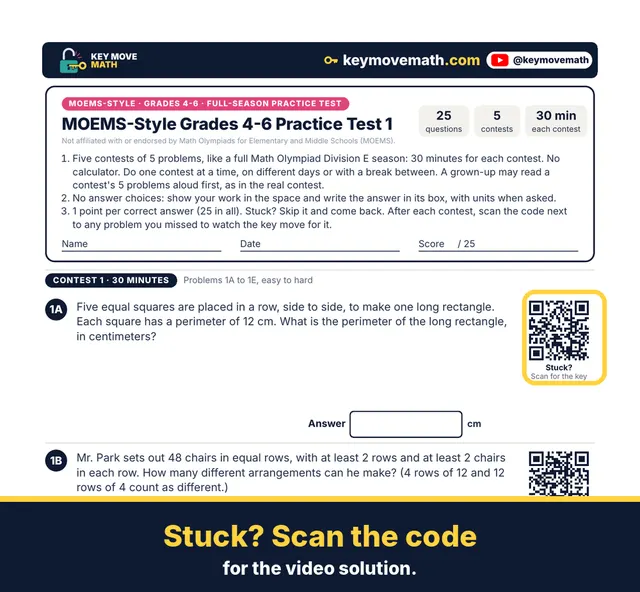 KEY MOVE
MATH
keymovemath.com
@keymovemath
MOEMS-STYLE · GRADES 4-6 · FULL-SEASON PRACTICE TEST
MOEMS-Style Grades 4-6 Practice Test 1
Not affiliated with or endorsed by Math Olympiads for Elementary and Middle Schools (MOEMS).
25
questions
5
contests
30 min
each contest
1. Five contests of 5 problems, like a full Math Olympiad Division E season: 30 minutes for each contest. No
calculator. Do one contest at a time, on different days or with a break between. A grown-up may read a
contest's 5 problems aloud first, as in the real contest.
2. No answer choices: show your work in the space and write the answer in its box, with units when asked.
3. 1 point per correct answer (25 in all). Stuck? Skip it and come back. After each contest, scan the code next
to any problem you missed to watch the key move for it.
Name
Date
Score / 25
CONTEST 1 · 30 MINUTES
Problems 1A to 1E, easy to hard
1A
Five equal squares are placed in a row, side to side, to make one long rectangle.
Each square has a perimeter of 12 cm. What is the perimeter of the long rectangle,
in centimeters?
Stuck?
Scan for the key
Answer
cm
1B
Mr. Park sets out 48 chairs in equal rows, with at least 2 rows and at least 2 chairs
in each row. How many different arrangements can he make? (4 rows of 12 and 12
rows of 4 count as different.)
Stuck? Scan the code
for the video solution.